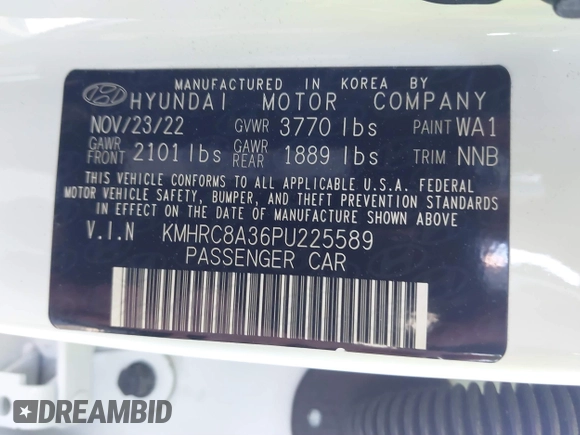 MANUFACTURED IN KOREA BY
HYUNDAI MOTOR COMPANY
NOV/23/22 GVWR 3770 lbs PAINT WA1
GAWR FRONT 2101 lbs GAWR REAR 1889 lbs TRIM NNB
THIS VEHICLE CONFORMS TO ALL APPLICABLE U.S.A. FEDERAL
MOTOR VEHICLE SAFETY, BUMPER, AND THEFT PREVENTION
STANDARDS IN EFFECT ON THE DATE OF MANUFACTURE SHOWN
ABOVE.
V.I.N KMHRC8A36PU225589
PASSENGER CAR
DREAMBID